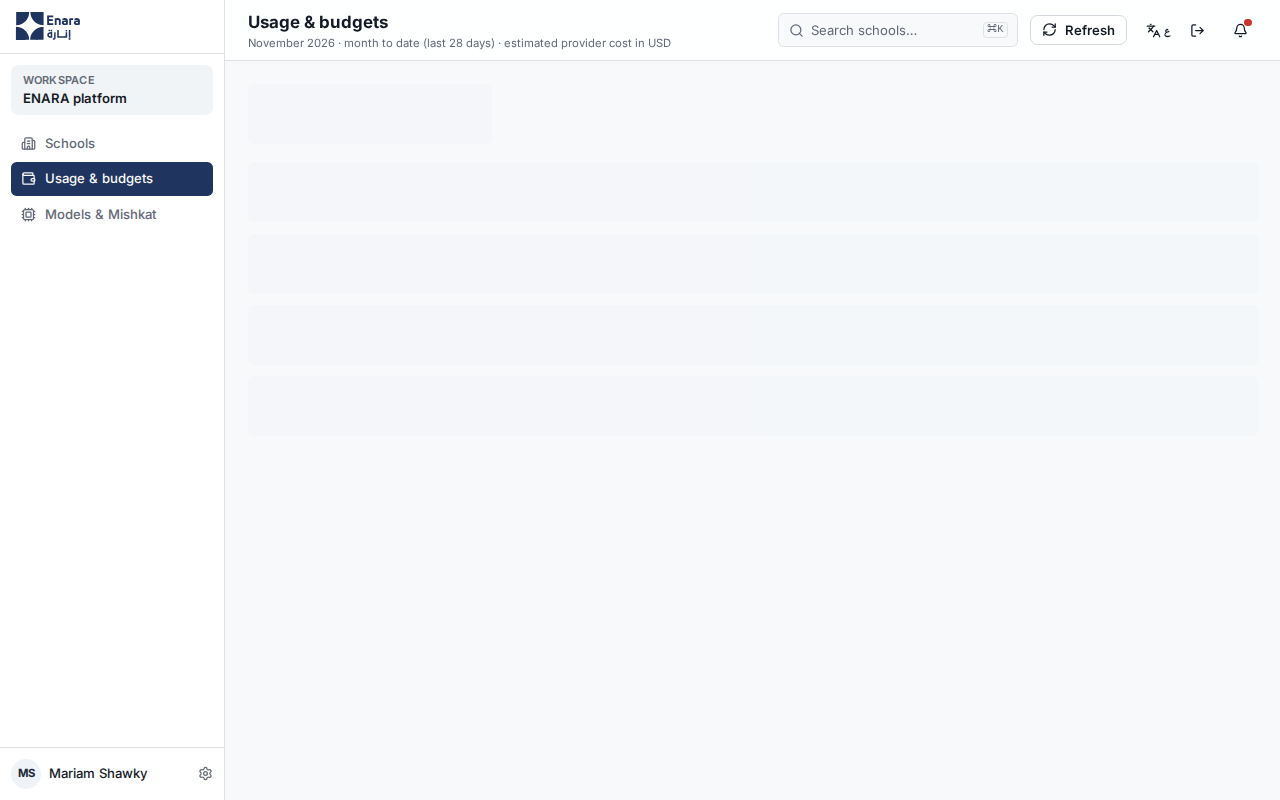 Enara
إنارة
WORKSPACE
ENARA platform
Schools
Usage & budgets
Models & Mishkat
Mariam Shawky
MS
Usage & budgets
November 2026 · month to date (last 28 days) · estimated provider cost in USD
Search schools...
⌘K
Refresh
ع